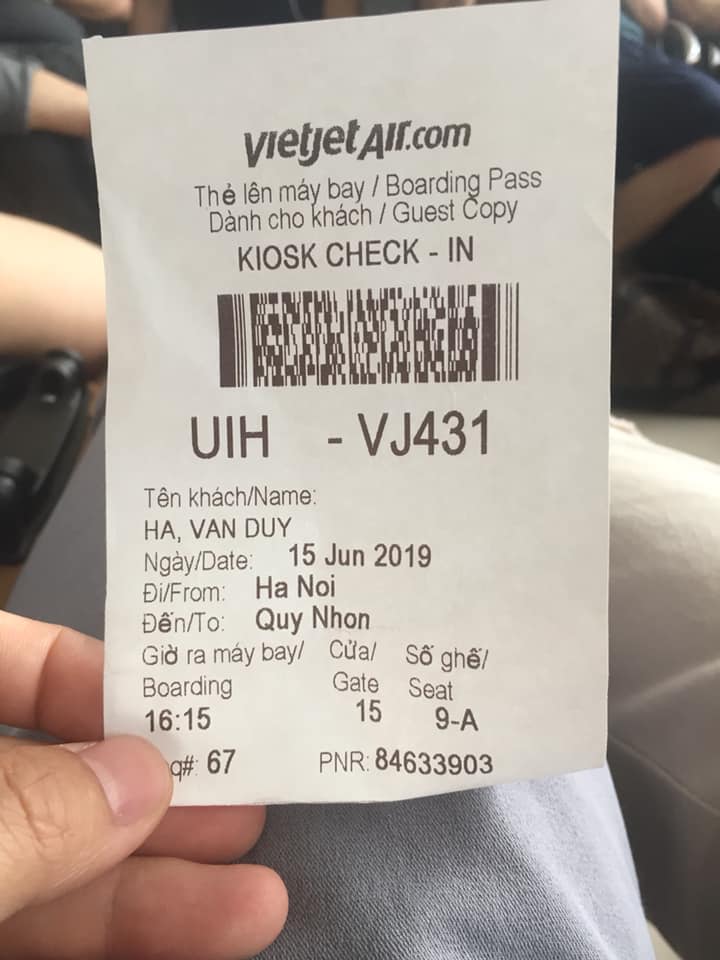 vietjetAir.com
Thẻ lên máy bay / Boarding Pass
Dành cho khách / Guest Copy
KIOSK CHECK - IN
UIH - VJ431
Tên khách/Name:
HA, VAN DUY
Ngày/Date: 15 Jun 2019
Đi/From: Ha Noi
Đến/To: Quy Nhon
Giờ ra máy bay/ Cửa/ Số ghế/
Boarding Gate Seat
16:15 15 9-A
q#: 67 PNR: 84633903